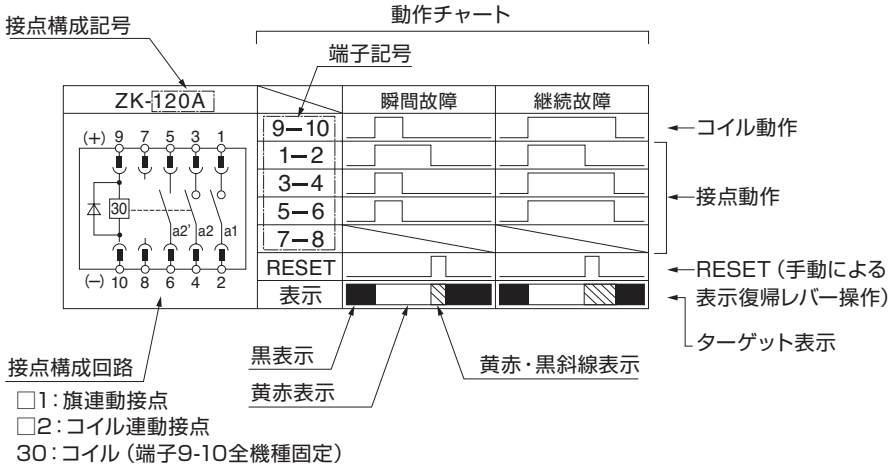 接点構成記号
動作チャート
端子記号
ZK-120A
瞬間故障
継続故障
9−10
コイル動作
(+) 9 7 5 3 1
1−2
3−4
接点動作
30
5−6
a2' a2 a1
7−8
RESET
RESET（手動による
表示復帰レバー操作）
(−) 10 8 6 4 2
表示
ターゲット表示
接点構成回路
黒表示
黄赤・黒斜線表示
黄赤表示
□1：旗連動接点
□2：コイル連動接点
30：コイル（端子9-10全機種固定）